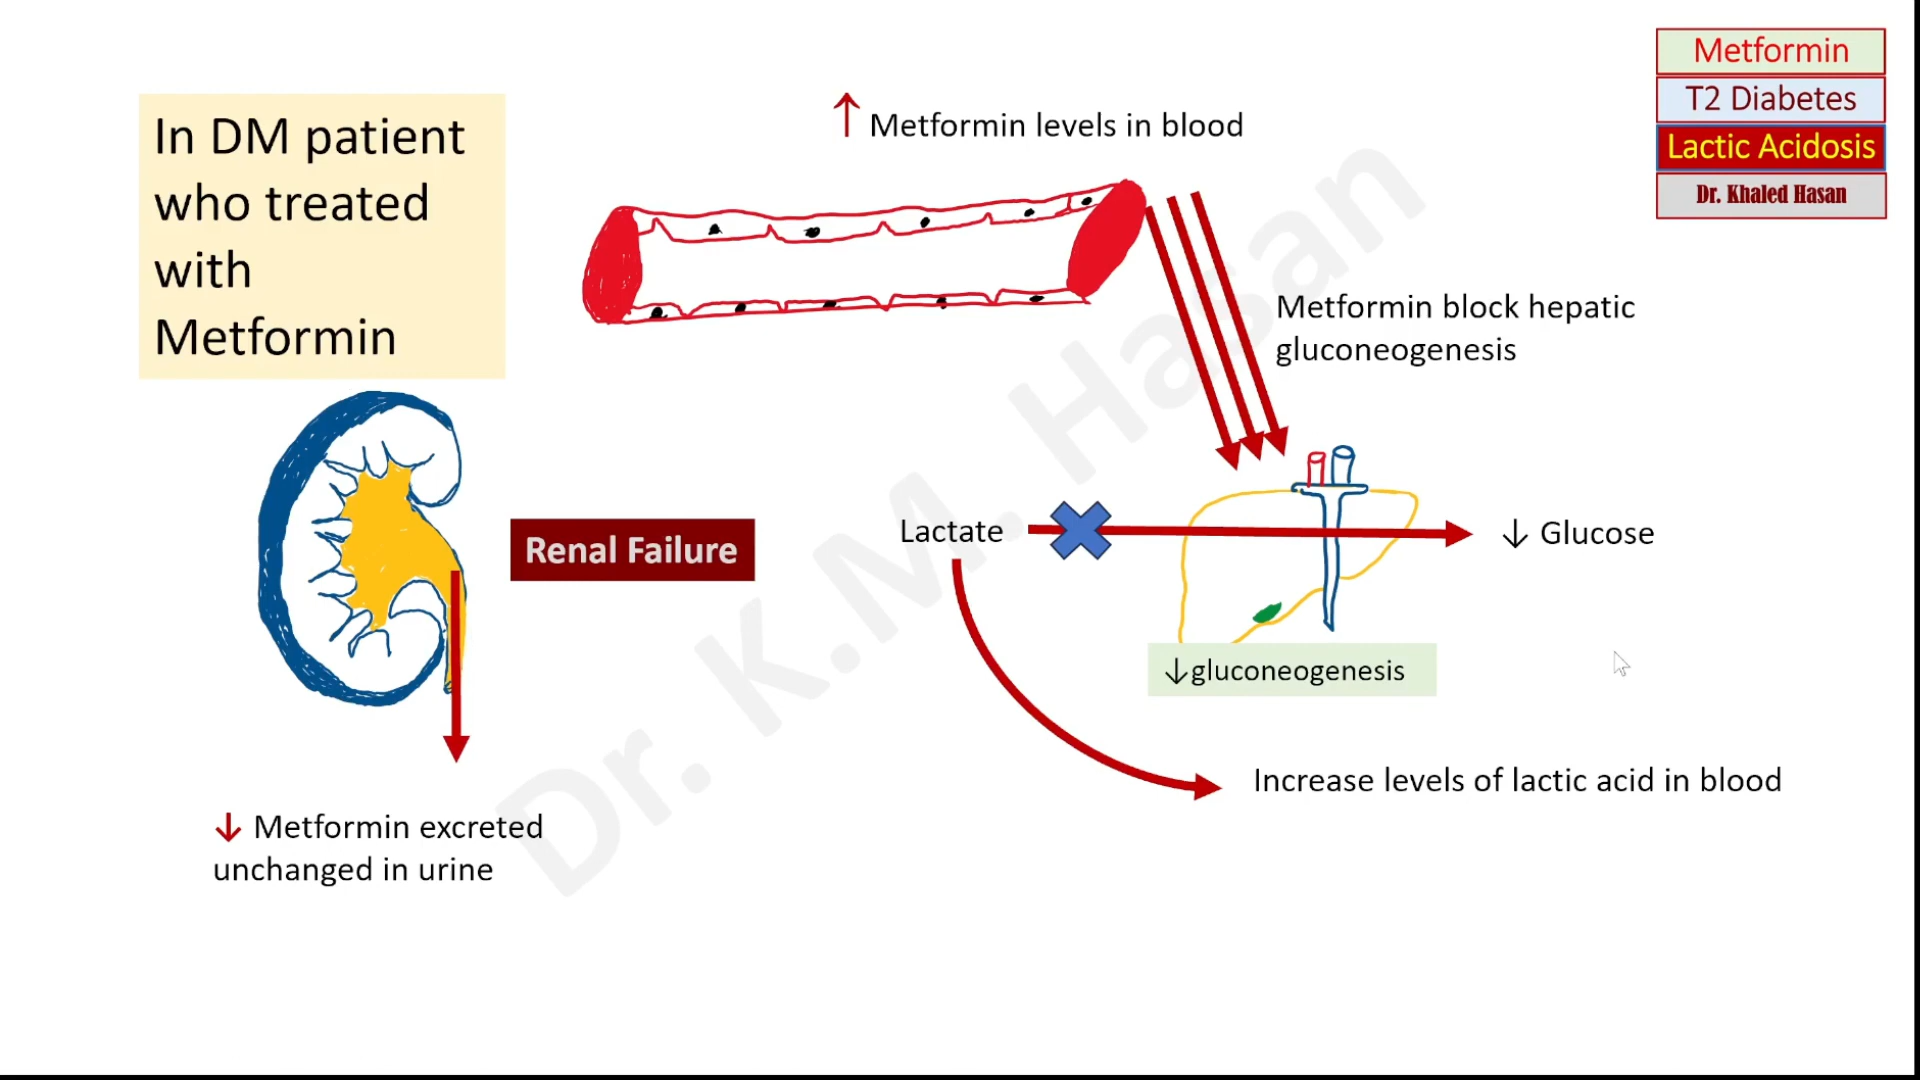 Metformin
T2 Diabetes
Lactic Acidosis
Dr. Khaled Hasan
In DM patient
who treated
with
Metformin
↑ Metformin levels in blood
Metformin block hepatic
gluconeogenesis
Renal Failure
Lactate
↓ Glucose
↓gluconeogenesis
Increase levels of lactic acid in blood
↓ Metformin excreted
unchanged in urine
Dr. K.M. Hasan